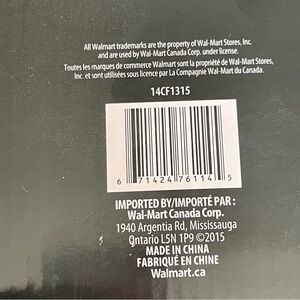 All Walmart trademarks are the property of Wal-Mart Stores, Inc.
and are used by Wal-Mart Canada Corp. under license.
Toutes les marques de commerce Walmart sont la propriété de Wal-Mart Stores,
Inc. et sont utilisées sous licence par La Compagnie Wal-Mart du Canada.
14CF1315
6 71424 76114 5
IMPORTED BY/IMPORTÉ PAR :
Wal-Mart Canada Corp.
1940 Argentia Rd, Mississauga
Ontario L5N 1P9 ©2015
MADE IN CHINA
FABRIQUÉ EN CHINE
Walmart.ca